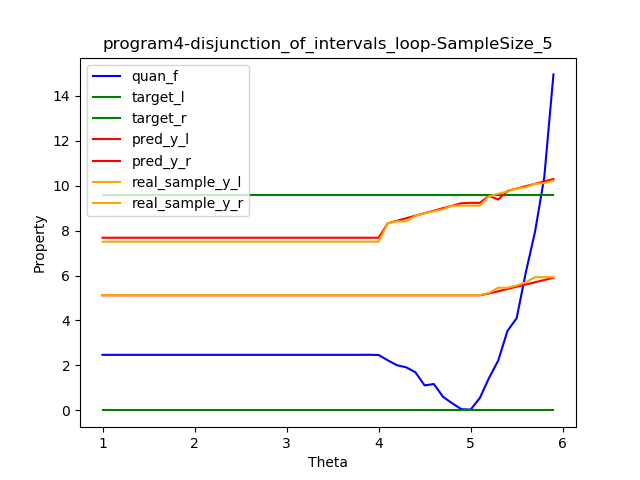 program4-disjunction_of_intervals_loop-SampleSize_5
quan_f
target_l
target_r
pred_y_l
pred_y_r
real_sample_y_l
real_sample_y_r
Property
14
12
10
8
6
4
2
0
1
2
3
4
5
6
Theta